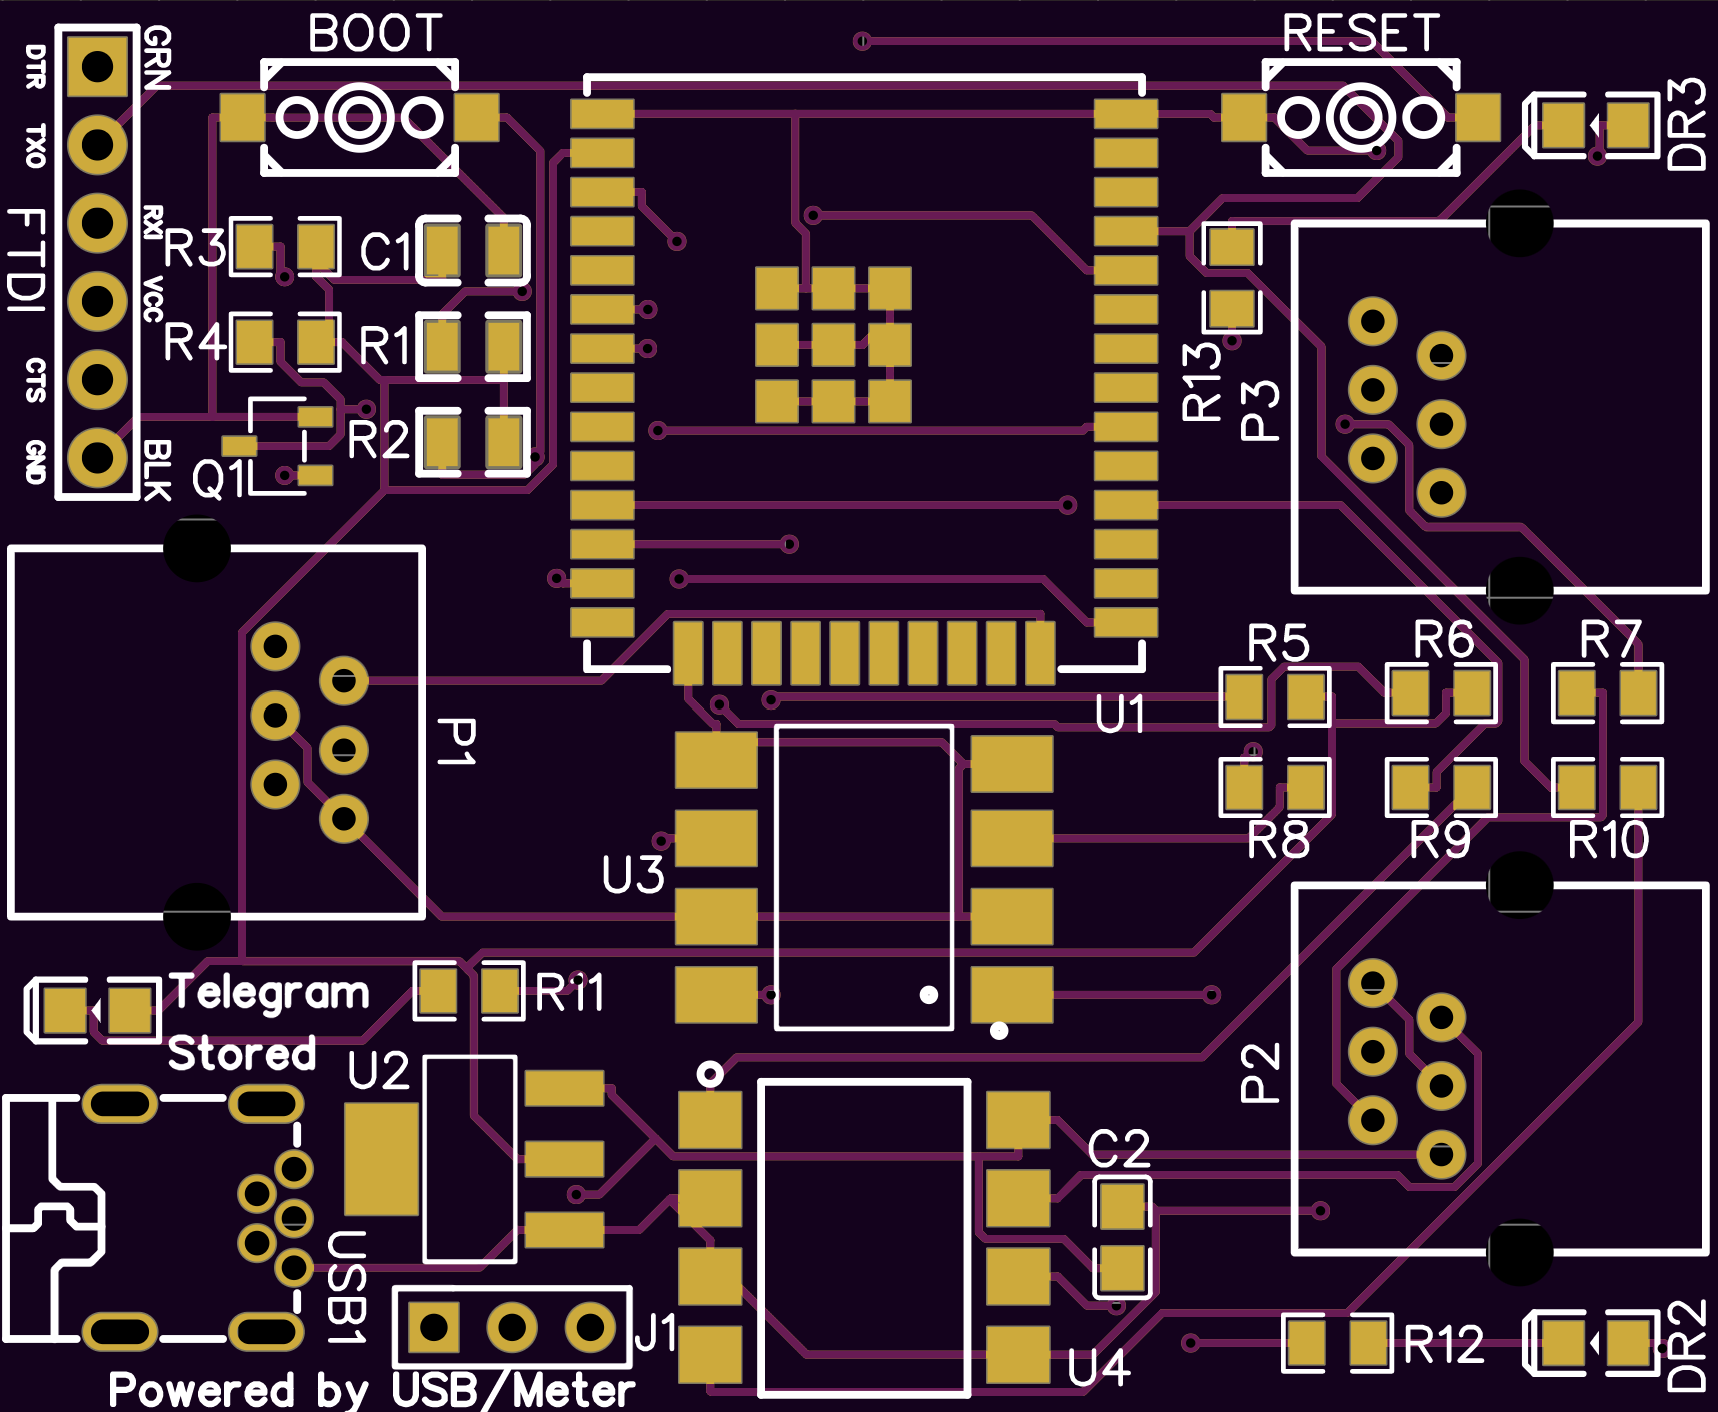 BOOT
RESET
DR3
GRN
DTR
TXO
RXI
VCC
CTS
GND
BLK
FTDI
R3
C1
R4
R1
R2
Q1
R13
P3
R5
R6
R7
U1
P1
R8
R9
R10
U3
Telegram
Stored
R11
U2
P2
C2
USB1
J1
U4
R12
DR2
Powered by USB/Meter